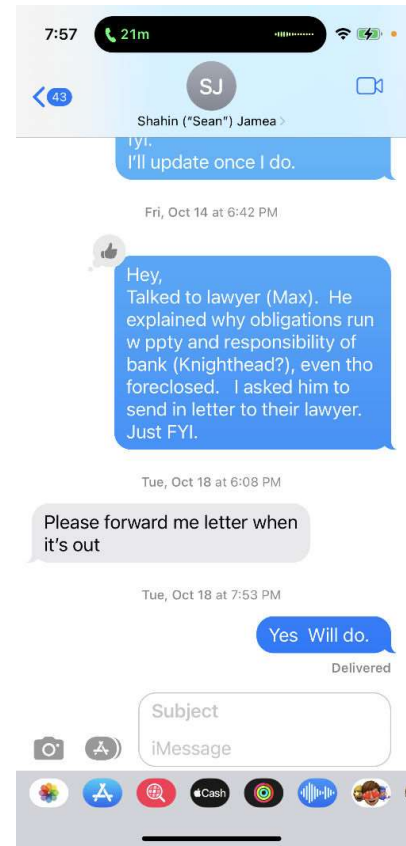 7:57 21m
43
SJ
Shahin ("Sean") Jamea
fyi.
I'll update once I do.
Fri, Oct 14 at 6:42 PM
Hey,
Talked to lawyer (Max). He
explained why obligations run
w ppty and responsibility of
bank (Knighthead?), even tho
foreclosed. I asked him to
send in letter to their lawyer.
Just FYI.
Tue, Oct 18 at 6:08 PM
Please forward me letter when
it's out
Tue, Oct 18 at 7:53 PM
Yes Will do.
Delivered
Subject
iMessage
Cash